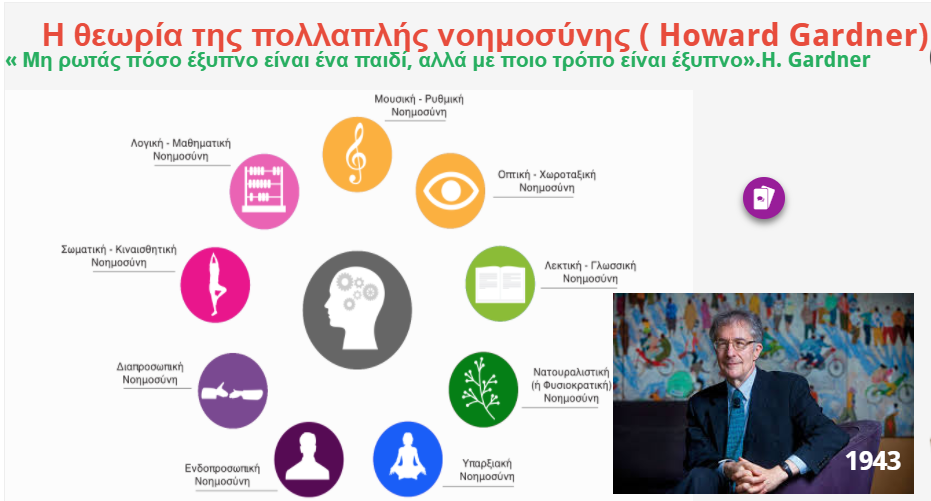 Η θεωρία της πολλαπλής νοημοσύνης ( Howard Gardner)
« Μη ρωτάς πόσο έξυπνο είναι ένα παιδί, αλλά με ποιο τρόπο είναι έξυπνο».H. Gardner
Μουσική - Ρυθμική
Νοημοσύνη
Λογική - Μαθηματική
Νοημοσύνη
Οπτική - Χωροταξική
Νοημοσύνη
Σωματική - Κιναισθητική
Νοημοσύνη
Λεκτική - Γλωσσική
Νοημοσύνη
Διαπροσωπική
Νοημοσύνη
Νατουραλιστική
(ή Φυσιοκρατική)
Νοημοσύνη
Ενδοπροσωπική
Νοημοσύνη
Υπαρξιακή
Νοημοσύνη
1943